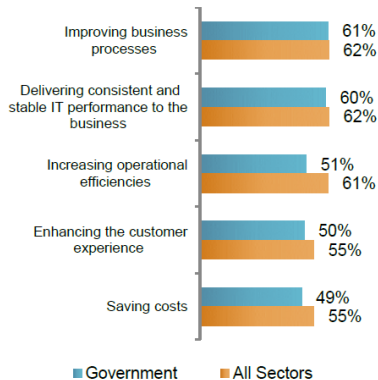 Improving business
processes
61%
62%
Delivering consistent and
stable IT performance to the
business
60%
62%
Increasing operational
efficiencies
51%
61%
Enhancing the customer
experience
50%
55%
Saving costs
49%
55%
Government
All Sectors